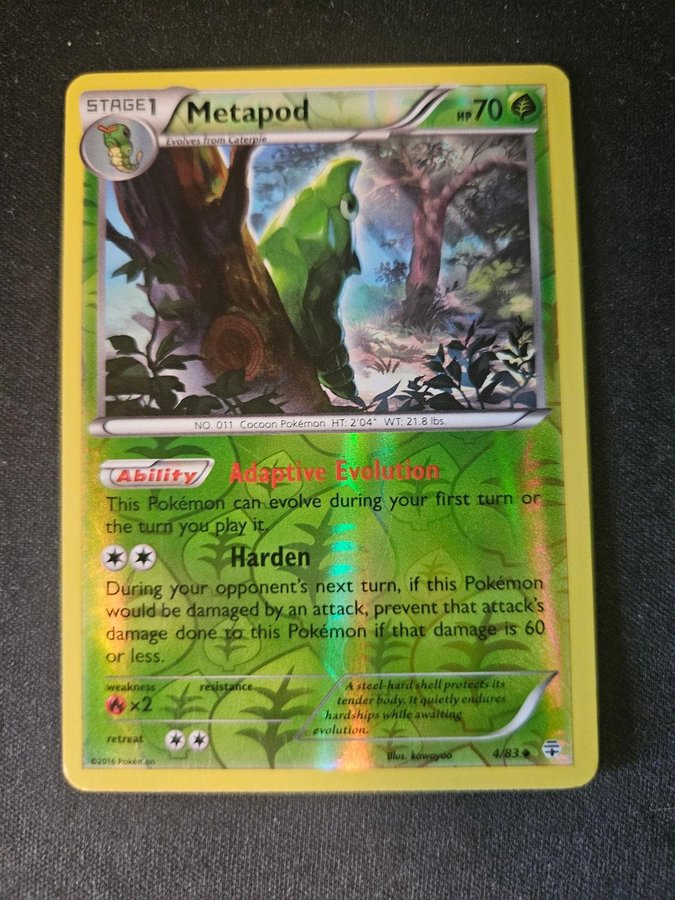 STAGE 1 Metapod HP 70
Evolves from Caterpie
NO. 011 Cocoon Pokémon HT: 2'04" WT: 21.8 lbs.
Ability Adaptive Evolution
This Pokémon can evolve during your first turn or
the turn you play it.
Harden
During your opponent's next turn, if this Pokémon
would be damaged by an attack, prevent that attack's
damage done to this Pokémon if that damage is 60
or less.
weakness resistance
×2
A steel-hard shell protects its
tender body. It quietly endures
hardships while awaiting
evolution.
retreat
©2016 Pokémon
Illus. kawayoo 4/83